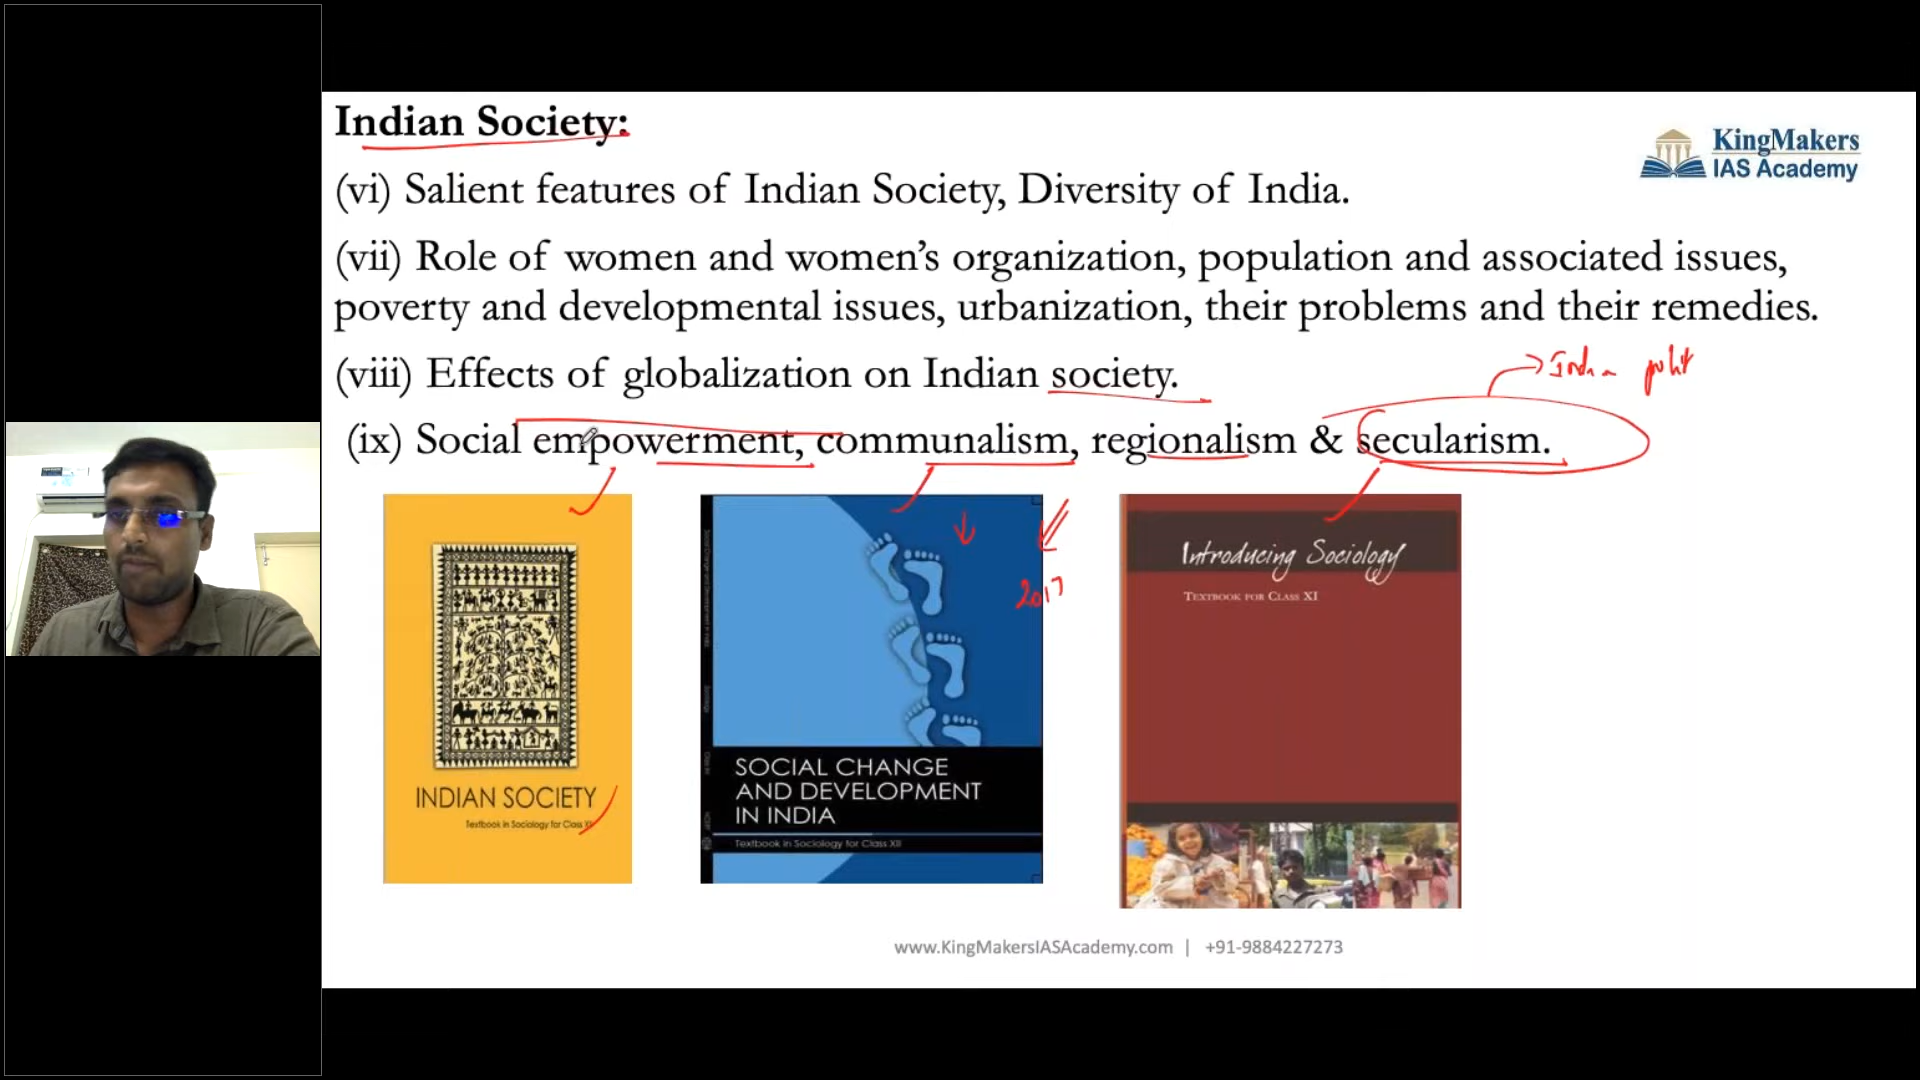 Indian Society:
KingMakers
IAS Academy
(vi) Salient features of Indian Society, Diversity of India.
(vii) Role of women and women’s organization, population and associated issues,
poverty and developmental issues, urbanization, their problems and their remedies.
(viii) Effects of globalization on Indian society.
(ix) Social empowerment, communalism, regionalism & secularism.
2017
INDIAN SOCIETY
Textbook in Sociology for Class
SOCIAL CHANGE
AND DEVELOPMENT
IN INDIA
Textbook in Sociology for Class XII
Introducing Sociology
TEXTBOOK FOR CLASS XI
www.KingMakersIASAcademy.com | +91-9884227273